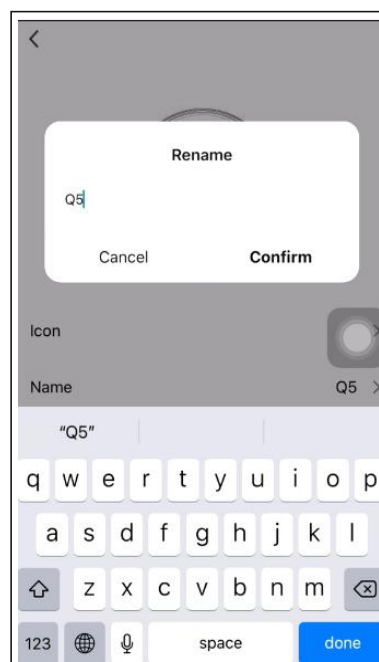 Rename
Q5
Cancel Confirm
Icon
Name Q5
“Q5”
q w e r t y u i o p
a s d f g h j k l
z x c v b n m
123 space done